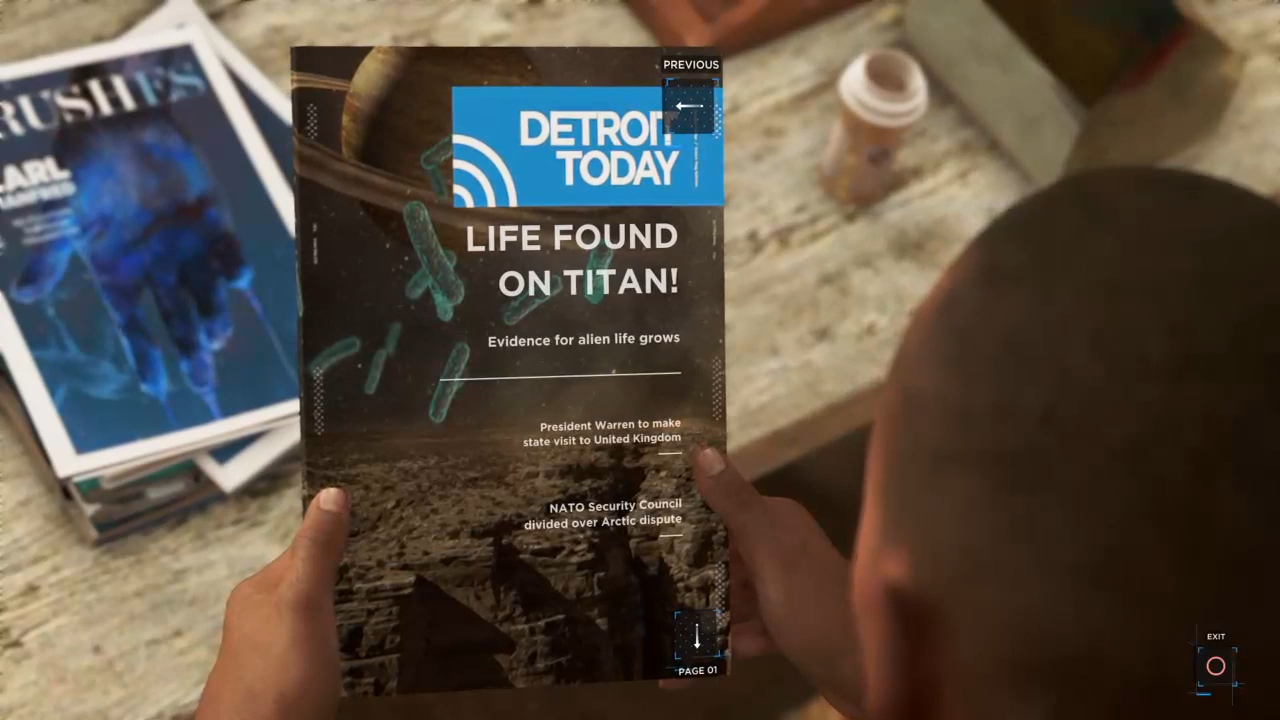 RUSHES
PREVIOUS
DETROIT
TODAY
LIFE FOUND
ON TITAN!
Evidence for alien life grows
President Warren to make
state visit to United Kingdom
NATO Security Council
divided over Arctic dispute
PAGE 01
EXIT